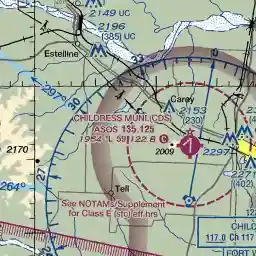 2149 UC
2196
(385) UC
Estelline
297°
Carey
2153
(230)
CHILDRESS MUNI (CDS)
ASOS 135.125
1954 *L 59 122.8 C
2170
2009
2297
2271
264°
Tell
See NOTAMs/Supplement
for Class E (sfc) eff hrs
CHILD
117.0 Ch 117
FORT W